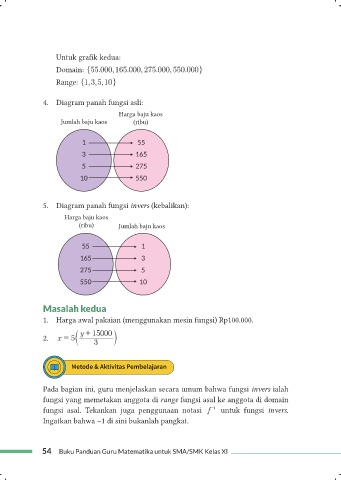 Untuk grafik kedua:
Domain: {55.000,165.000, 275.000, 550.000}
Range: {1,3,5,10}
4. Diagram panah fungsi asli:
Jumlah baju kaos
Harga baju kaos
(ribu)
1 55
3 165
5 275
10 550
5. Diagram panah fungsi invers (kebalikan):
Harga baju kaos
(ribu)
Jumlah baju kaos
55 1
165 3
275 5
550 10
Masalah kedua
1. Harga awal pakaian (menggunakan mesin fungsi) Rp100.000.
2. x = 5(y + 15000 / 3)
Metode & Aktivitas Pembelajaran
Pada bagian ini, guru menjelaskan secara umum bahwa fungsi invers ialah
fungsi yang memetakan anggota di range fungsi asal ke anggota di domain
fungsi asal. Tekankan juga penggunaan notasi f⁻¹ untuk fungsi invers.
Ingatkan bahwa −1 di sini bukanlah pangkat.
54 Buku Panduan Guru Matematika untuk SMA/SMK Kelas XI